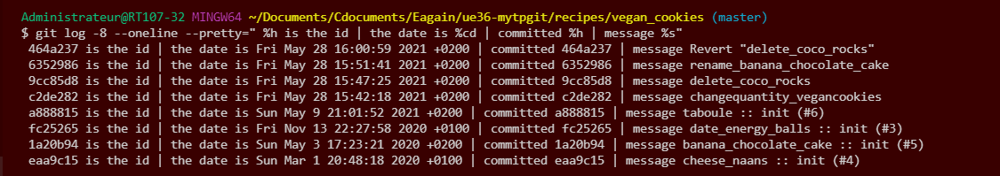 Administrateur@RT107-32 MINGW64 ~/Documents/Cdocuments/Eagain/ue36-mytpgit/recipes/vegan_cookies (master)
$ git log -8 --oneline --pretty=" %h is the id | the date is %cd | committed %h | message %s"
464a237 is the id | the date is Fri May 28 16:00:59 2021 +0200 | committed 464a237 | message Revert "delete_coco_rocks"
6352986 is the id | the date is Fri May 28 15:51:41 2021 +0200 | committed 6352986 | message rename_banana_chocolate_cake
9cc85d8 is the id | the date is Fri May 28 15:47:25 2021 +0200 | committed 9cc85d8 | message delete_coco_rocks
c2de282 is the id | the date is Fri May 28 15:42:18 2021 +0200 | committed c2de282 | message changequantity_vegancookies
a888815 is the id | the date is Sun May 9 21:01:52 2021 +0200 | committed a888815 | message taboule :: init (#6)
fc25265 is the id | the date is Fri Nov 13 22:27:58 2020 +0100 | committed fc25265 | message date_energy_balls :: init (#3)
1a20b94 is the id | the date is Sun May 3 17:23:21 2020 +0200 | committed 1a20b94 | message banana_chocolate_cake :: init (#5)
eaa9c15 is the id | the date is Sun Mar 1 20:48:18 2020 +0100 | committed eaa9c15 | message cheese_naans :: init (#4)